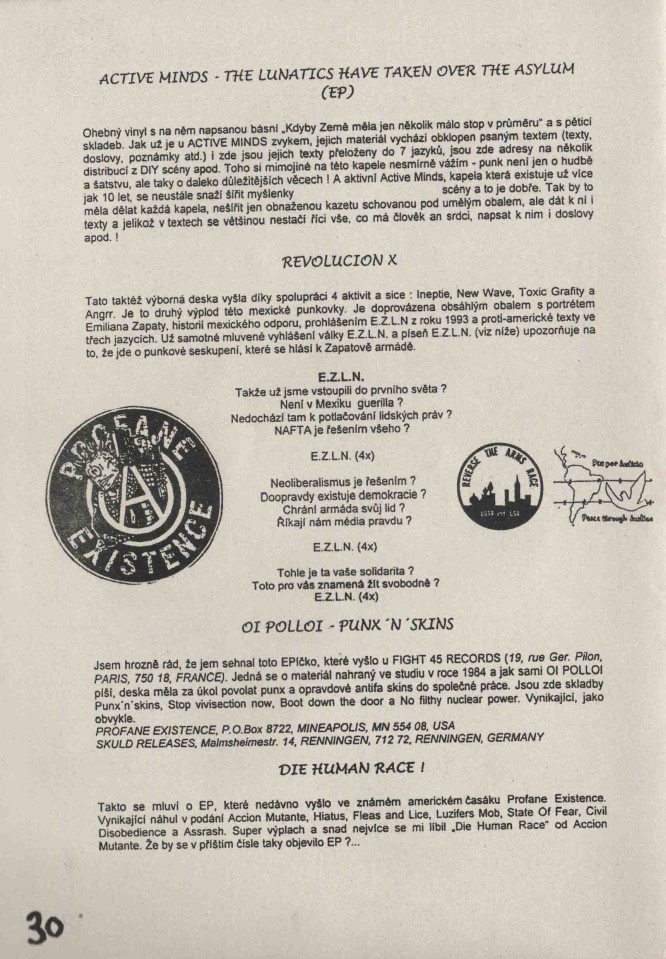 ACTIVE MINDS - THE LUNATICS HAVE TAKEN OVER THE ASYLUM
(EP)
Ohebný vinyl s na něm napsanou básní „Kdyby Země měla jen několik málo stop v průměru" a s pěticí
skladeb. Jak už je u ACTIVE MINDS zvykem, jejich materiál vychází obklopen psaným textem (texty,
doslovy, poznámky atd.) i zde jsou jejich texty přeloženy do 7 jazyků, jsou zde adresy na několik
distribucí z DIY scény apod. Toho si mimojiné na této kapele nesmírně vážím - punk není jen o hudbě
a šatstvu, ale taky o daleko důležitějších věcech ! A aktivní Active Minds, kapela která existuje už více
jak 10 let, se neustále snaží šířit myšlenky scény a to je dobře. Tak by to
měla dělat každá kapela, nešířit jen obnaženou kazetu schovanou pod umělým obalem, ale dát k ní i
texty a jelikož v textech se většinou nestačí říci vše, co má člověk an srdci, napsat k nim i doslovy
apod. !
REVOLUCION X
Tato taktéž výborná deska vyšla díky spolupráci 4 aktivit a sice : Ineptie, New Wave, Toxic Grafity a
Angrr. Je to druhý výplod této mexické punkovky. Je doprovázena obsáhlým obalem s portrétem
Emiliana Zapaty, historií mexického odporu, prohlášením E.Z.L.N z roku 1993 a proti-americké texty ve
třech jazycích. Už samotné mluvené vyhlášení války E.Z.L.N. a píseň E.Z.L.N. (viz níže) upozorňuje na
to, že jde o punkové seskupení, které se hlásí k Zapatově armádě.
E.Z.L.N.
Takže už jsme vstoupili do prvního světa ?
Není v Mexiku guerilla ?
Nedochází tam k potlačování lidských práv ?
NAFTA je řešením všeho ?
E.Z.L.N. (4x)
Neoliberalismus je řešením ?
Doopravdy existuje demokracie ?
Chrání armáda svůj lid ?
Říkají nám média pravdu ?
E.Z.L.N. (4x)
Tohle je ta vaše solidarita ?
Toto pro vás znamená žít svobodně ?
E.Z.L.N. (4x)
PROFANE
EXISTENCE
REVERSE THE ARMS RACE
Paz por Justicia
Peace through Justice
OI POLLOI - PUNX ´N ´SKINS
Jsem hrozně rád, že jem sehnal toto EPíčko, které vyšlo u FIGHT 45 RECORDS (19, rue Ger. Pilon,
PARIS, 750 18, FRANCE). Jedná se o materiál nahraný ve studiu v roce 1984 a jak sami OI POLLOI
píší, deska měla za úkol povolat punx a opravdové antifa skins do společné práce. Jsou zde skladby
Punx´n´skins, Stop vivisection now, Boot down the door a No filthy nuclear power. Vynikající, jako
obvykle.
PROFANE EXISTENCE, P.O.Box 8722, MINEAPOLIS, MN 554 08, USA
SKULD RELEASES, Malmsheimestr. 14, RENNINGEN, 712 72, RENNINGEN, GERMANY
DIE HUMAN RACE !
Takto se mluví o EP, které nedávno vyšlo ve známém americkém časáku Profane Existence.
Vynikající náhul v podání Accion Mutante, Hiatus, Fleas and Lice, Luzifers Mob, State Of Fear, Civil
Disobedience a Assrash. Super výplach a snad nejvíce se mi líbil „Die Human Race" od Accion
Mutante. Že by se v příštím čísle taky objevilo EP ?...
30